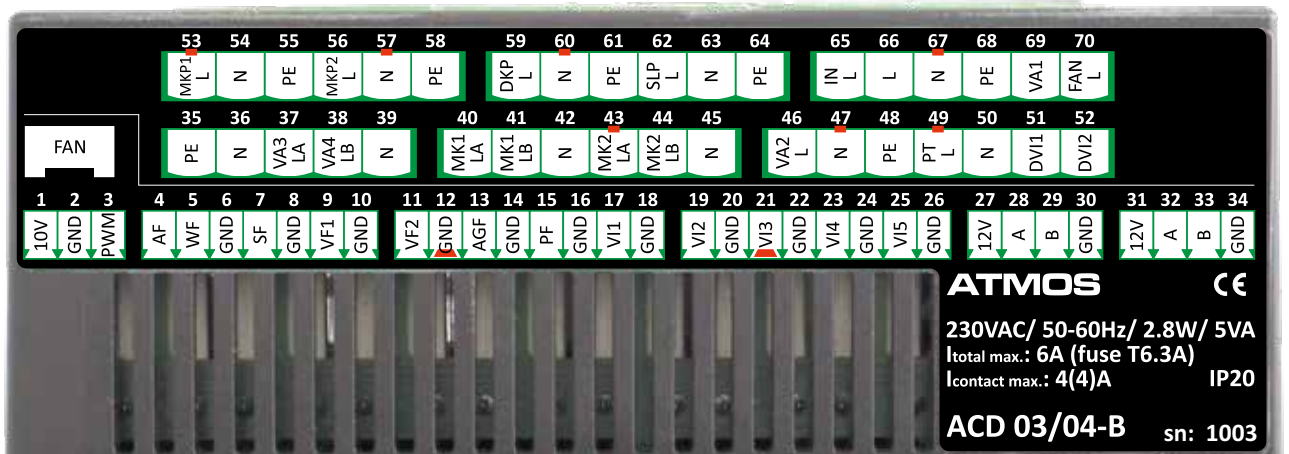 53 54 55 56 57 58 59 60 61 62 63 64 65 66 67 68 69 70
MKP1 L N PE MKP2 L N PE DKP L N PE SLP L N PE IN L L N PE VA1 FAN L
35 36 37 38 39 40 41 42 43 44 45 46 47 48 49 50 51 52
FAN PE N VA3 LA VA4 LB N MK1 LA MK1 LB N MK2 LA MK2 LB N VA2 L N PE PT L N DVI1 DVI2
1 2 3 4 5 6 7 8 9 10 11 12 13 14 15 16 17 18 19 20 21 22 23 24 25 26 27 28 29 30 31 32 33 34
10V GND PWM AF WF GND SF GND VF1 GND VF2 GND AGF GND PF GND VI1 GND VI2 GND VI3 GND VI4 GND VI5 GND 12V A B GND 12V A B GND
ATMOS CE
230VAC/ 50-60Hz/ 2.8W/ 5VA
Itotal max.: 6A (fuse T6.3A)
Icontact max.: 4(4)A IP20
ACD 03/04-B sn: 1003